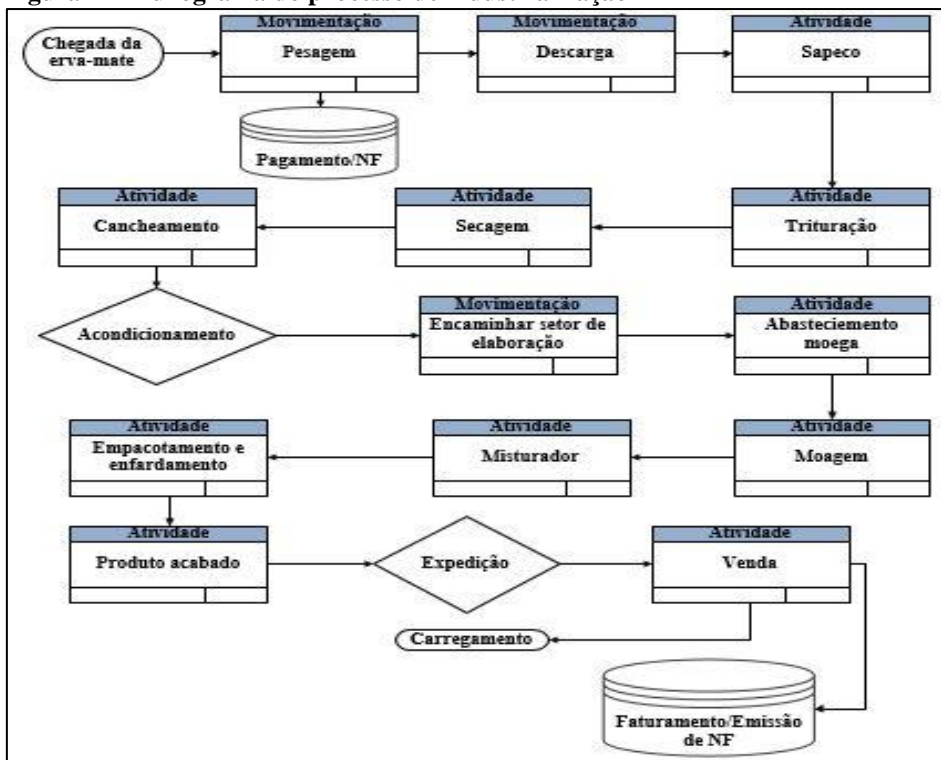 Movimentação
Movimentação
Atividade
Chegada da
erva-mate
Pesagem
Descarga
Sapeco
Pagamento/NF
Atividade
Atividade
Atividade
Cancheamento
Secagem
Trituração
Acondicionamento
Movimentação
Encaminhar setor de
elaboração
Atividade
Abasteciemento
moega
Atividade
Empacotamento e
enfardamento
Atividade
Misturador
Atividade
Moagem
Atividade
Produto acabado
Expedição
Atividade
Venda
Carregamento
Faturamento/Emissão
de NF